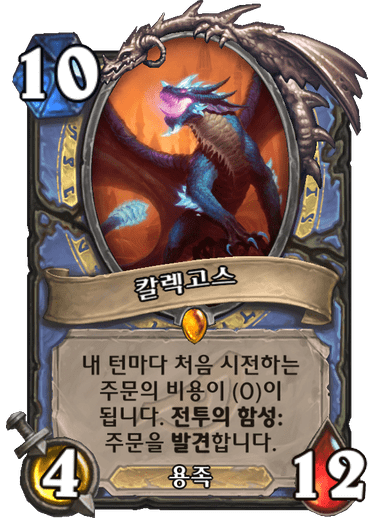 10
칼렉고스
내 턴마다 처음 시전하는
주문의 비용이 (0)이
됩니다. 전투의 함성:
주문을 발견합니다.
4
용족
12